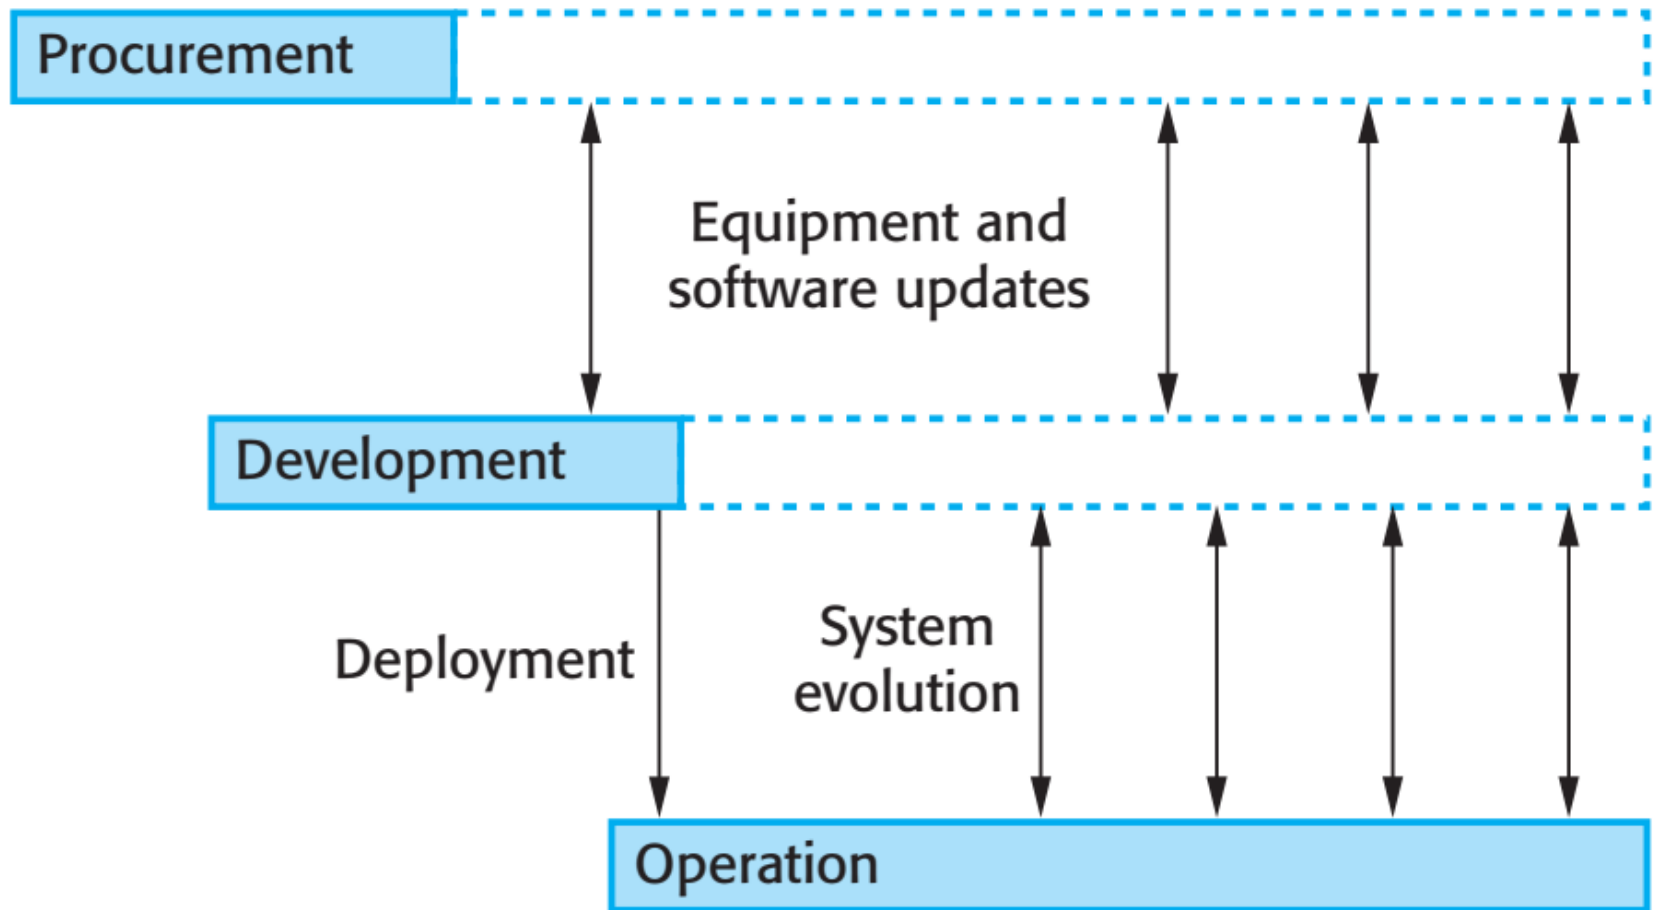 Procurement
Equipment and
software updates
Development
Deployment
System
evolution
Operation